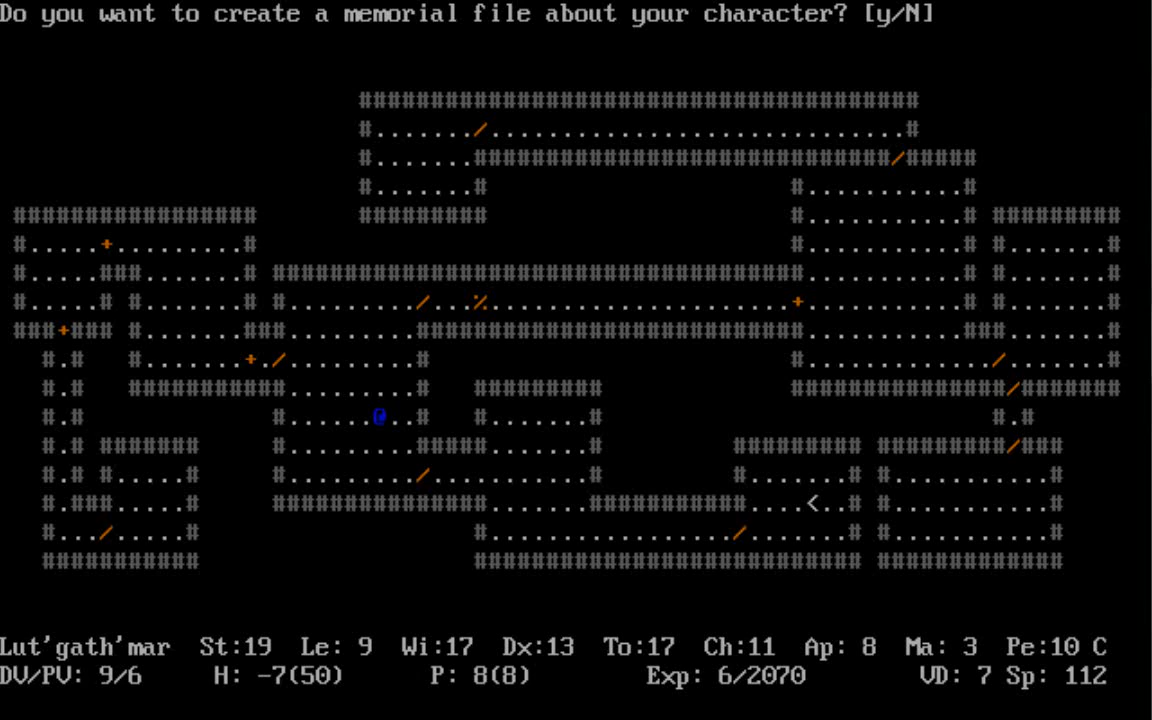 Do you want to create a memorial file about your character? [y/N]
Lut'gath'mar St:19 Le: 9 Wi:17 Dx:13 To:17 Ch:11 Ap: 8 Ma: 3 Pe:10 C
DV/PV: 9/6 H: -7(50) P: 8(8) Exp: 6/2070 VD: 7 Sp: 112